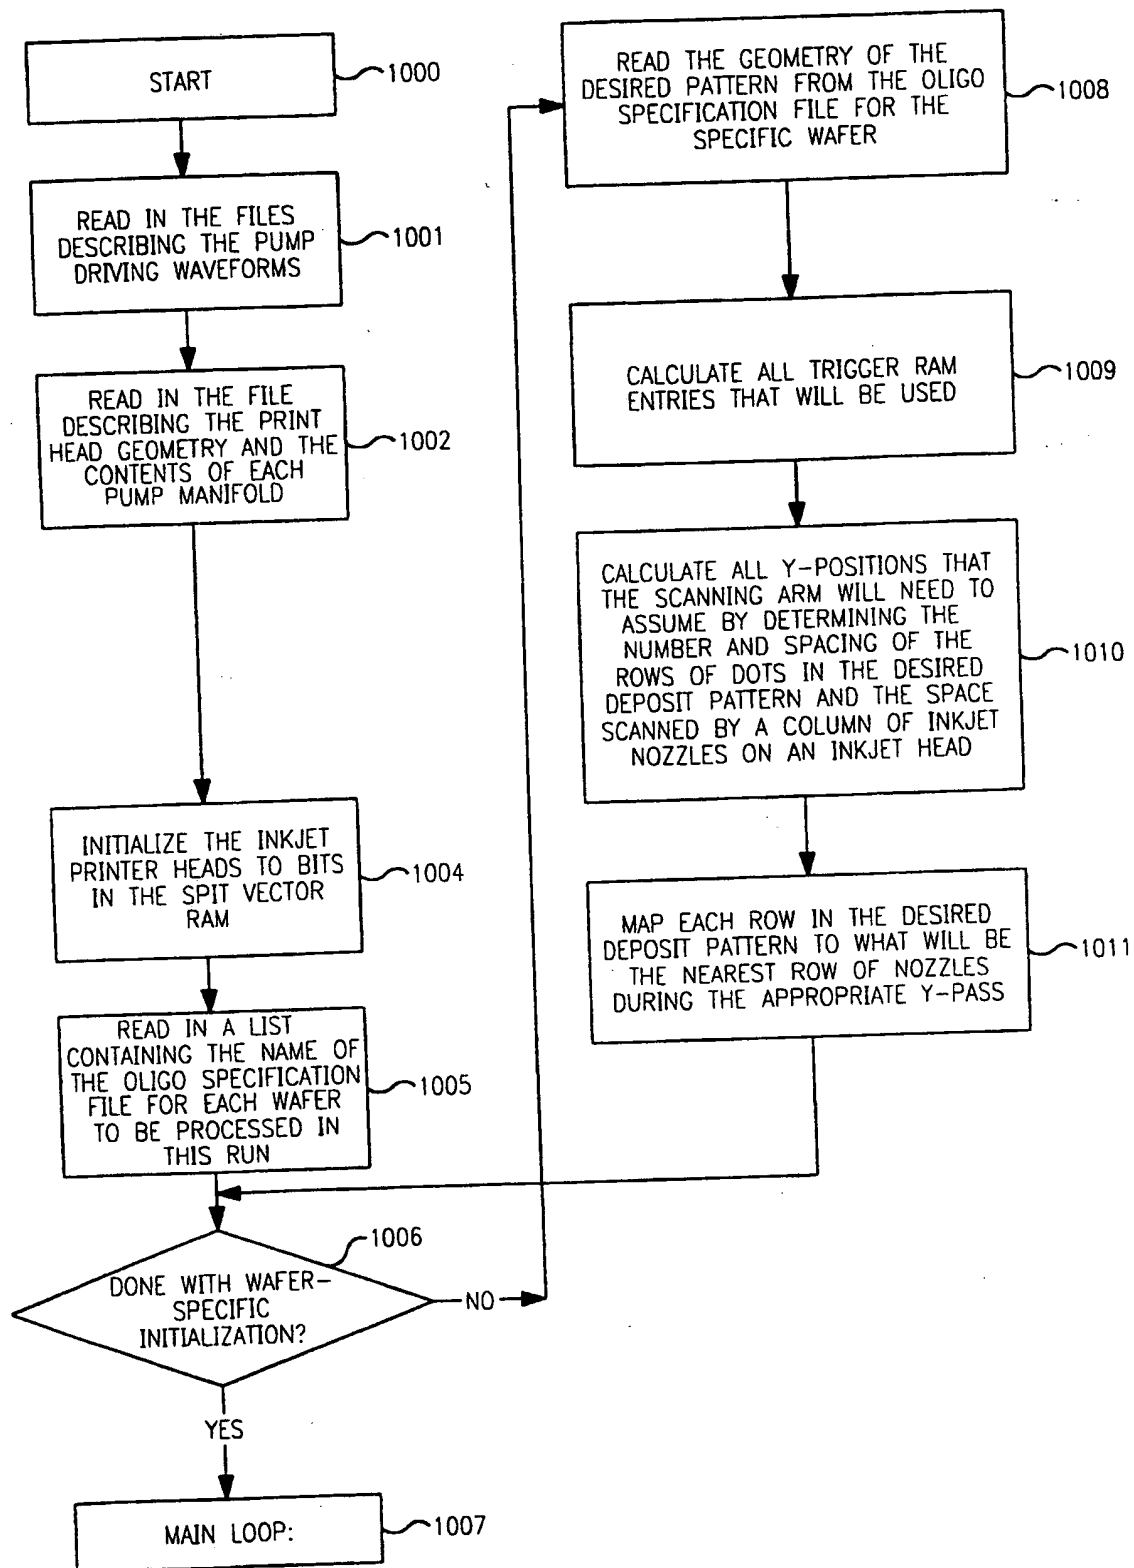 START
1000
READ IN THE FILES
DESCRIBING THE PUMP
DRIVING WAVEFORMS
1001
READ IN THE FILE
DESCRIBING THE PRINT
HEAD GEOMETRY AND THE
CONTENTS OF EACH
PUMP MANIFOLD
1002
INITIALIZE THE INKJET
PRINTER HEADS TO BITS
IN THE SPIT VECTOR
RAM
1004
READ IN A LIST
CONTAINING THE NAME OF
THE OLIGO SPECIFICATION
FILE FOR EACH WAFER
TO BE PROCESSED IN
THIS RUN
1005
DONE WITH WAFER-
SPECIFIC
INITIALIZATION?
1006
NO
YES
MAIN LOOP:
1007
READ THE GEOMETRY OF THE
DESIRED PATTERN FROM THE OLIGO
SPECIFICATION FILE FOR THE
SPECIFIC WAFER
1008
CALCULATE ALL TRIGGER RAM
ENTRIES THAT WILL BE USED
1009
CALCULATE ALL Y-POSITIONS THAT
THE SCANNING ARM WILL NEED TO
ASSUME BY DETERMINING THE
NUMBER AND SPACING OF THE
ROWS OF DOTS IN THE DESIRED
DEPOSIT PATTERN AND THE SPACE
SCANNED BY A COLUMN OF INKJET
NOZZLES ON AN INKJET HEAD
1010
MAP EACH ROW IN THE DESIRED
DEPOSIT PATTERN TO WHAT WILL BE
THE NEAREST ROW OF NOZZLES
DURING THE APPROPRIATE Y-PASS
1011